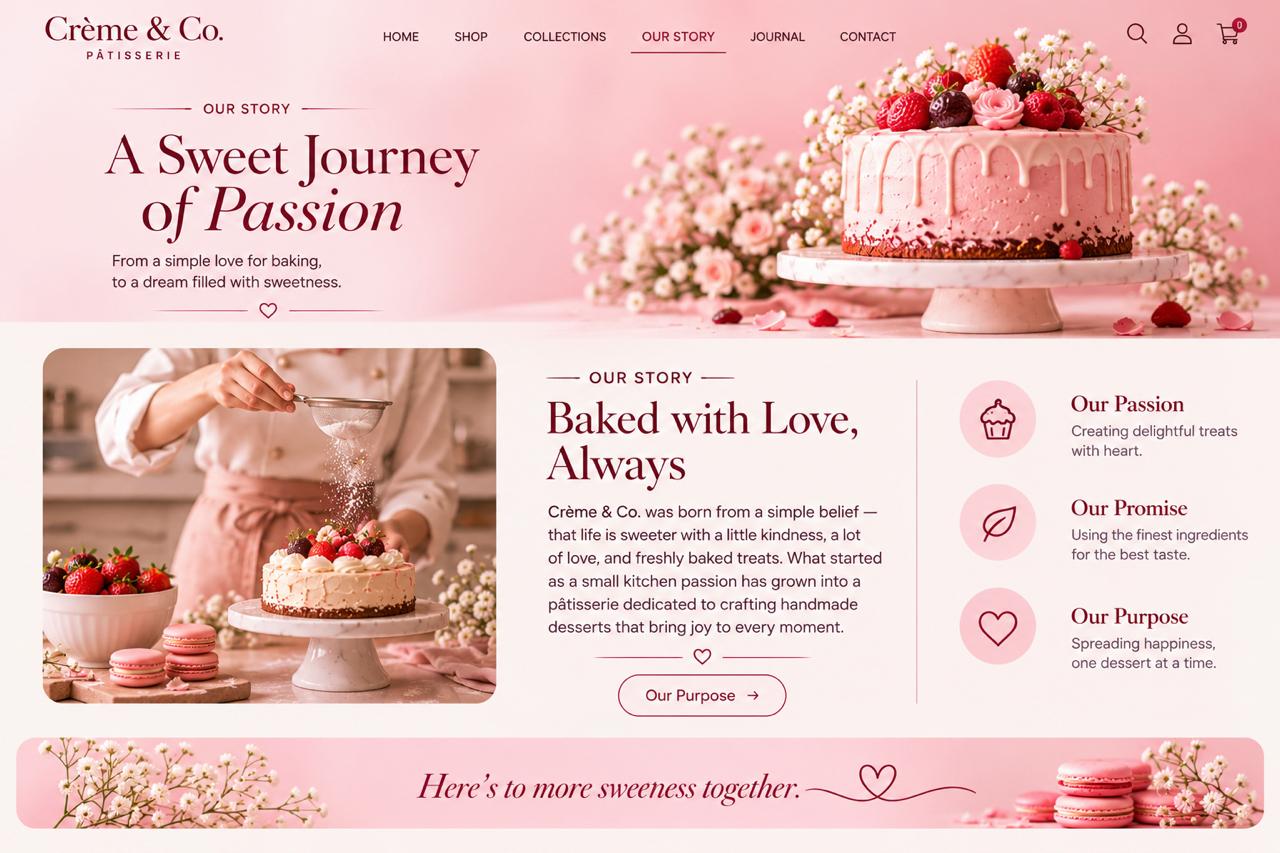 Crème & Co.
PÂTISSERIE
HOME SHOP COLLECTIONS OUR STORY JOURNAL CONTACT
0
OUR STORY
A Sweet Journey
of Passion
From a simple love for baking,
to a dream filled with sweetness.
OUR STORY
Baked with Love,
Always
Crème & Co. was born from a simple belief —
that life is sweeter with a little kindness, a lot
of love, and freshly baked treats. What started
as a small kitchen passion has grown into a
pâtisserie dedicated to crafting handmade
desserts that bring joy to every moment.
Our Purpose →
Our Passion
Creating delightful treats
with heart.
Our Promise
Using the finest ingredients
for the best taste.
Our Purpose
Spreading happiness,
one dessert at a time.
Here's to more sweeness together.